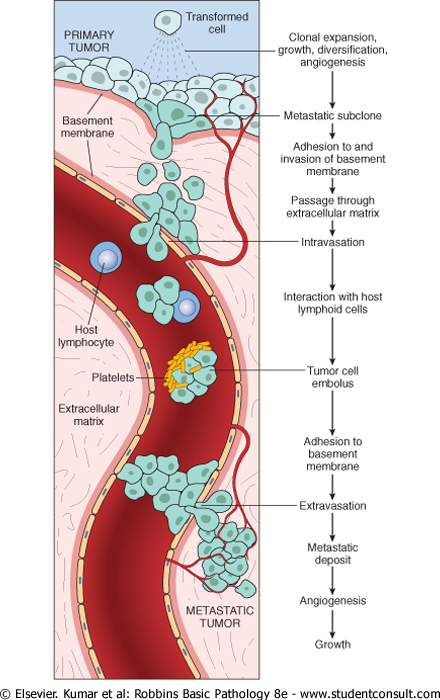 Transformed
cell
PRIMARY
TUMOR
Clonal expansion,
growth, diversification,
angiogenesis
Basement
membrane
Metastatic subclone
Adhesion to and
invasion of basement
membrane
Passage through
extracellular matrix
Intravasation
Interaction with host
lymphoid cells
Host
lymphocyte
Platelets
Tumor cell
embolus
Extracellular
matrix
Adhesion to
basement
membrane
Extravasation
Metastatic
deposit
METASTATIC
TUMOR
Angiogenesis
Growth
© Elsevier. Kumar et al: Robbins Basic Pathology 8e - www.studentconsult.com